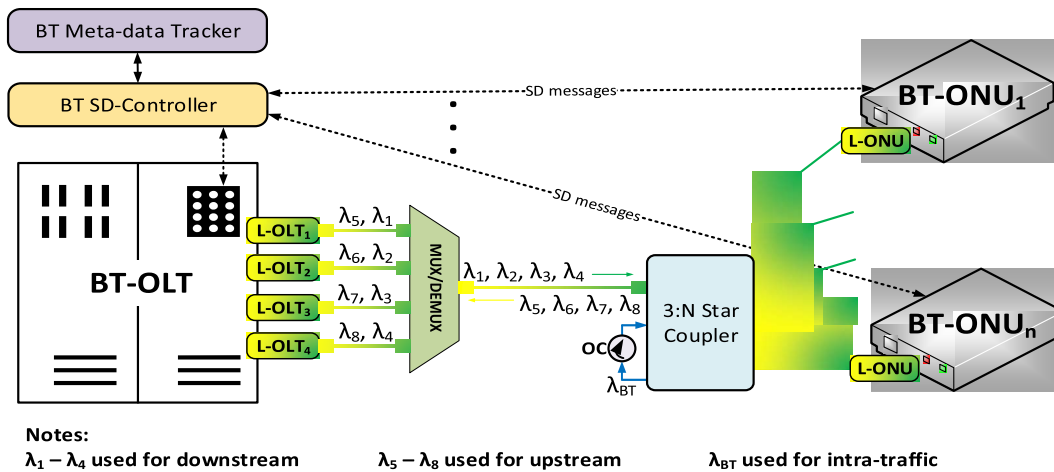 BT Meta-data Tracker
BT SD-Controller
SD messages
SD messages
BT-ONU₁
L-ONU
BT-OLT
L-OLT₁
L-OLT₂
L-OLT₃
L-OLT₄
λ₅, λ₁
λ₆, λ₂
λ₇, λ₃
λ₈, λ₄
MUX/DEMUX
λ₁, λ₂, λ₃, λ₄
λ₅, λ₆, λ₇, λ₈
OC
λBT
3:N Star
Coupler
BT-ONUₙ
L-ONU
Notes:
λ₁ – λ₄ used for downstream
λ₅ – λ₈ used for upstream
λBT used for intra-traffic